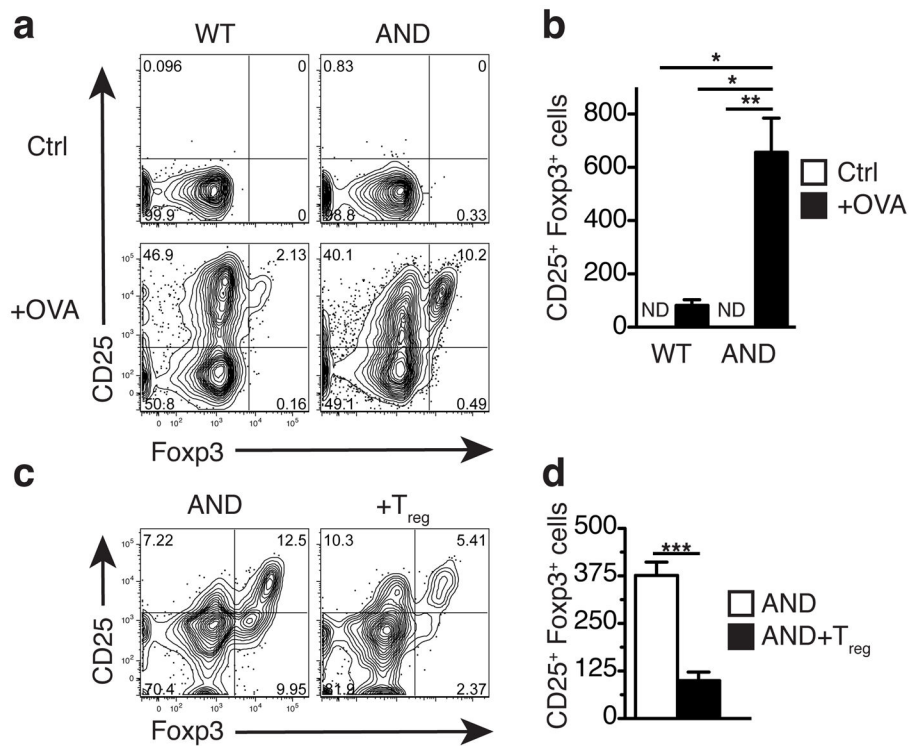 a
WT
AND
Ctrl
0.096
0
99.9
0
0.83
0
98.8
0.33
+OVA
CD25
46.9
2.13
50.8
0.16
40.1
10.2
49.1
0.49
10⁵
10⁴
10³
10²
0
0 10² 10³ 10⁴ 10⁵
Foxp3
b
*
*
**
CD25⁺ Foxp3⁺ cells
800
600
400
200
0
ND
ND
WT AND
Ctrl
+OVA
c
AND
+Treg
CD25
10⁵
10⁴
10³
10²
0
7.22
12.5
70.4
9.95
10.3
5.41
81.9
2.37
0 10² 10³ 10⁴ 10⁵
Foxp3
d
***
CD25⁺ Foxp3⁺ cells
500
375
250
125
0
AND
AND+Treg